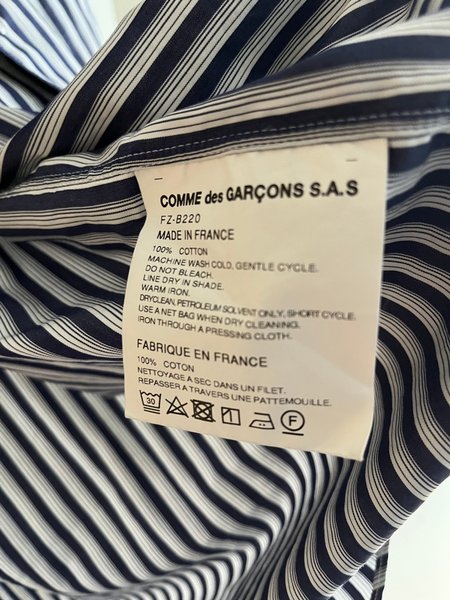 COMME des GARÇONS S.A.S
FZ-B220
MADE IN FRANCE
100% COTTON
MACHINE WASH COLD, GENTLE CYCLE.
DO NOT BLEACH.
LINE DRY IN SHADE.
WARM IRON.
DRYCLEAN, PETROLEUM SOLVENT ONLY, SHORT CYCLE.
USE A NET BAG WHEN DRY CLEANING.
IRON THROUGH A PRESSING CLOTH.
FABRIQUE EN FRANCE
100% COTON
NETTOYAGE A SEC DANS UN FILET.
REPASSER A TRAVERS UNE PATTEMOUILLE.
30 F